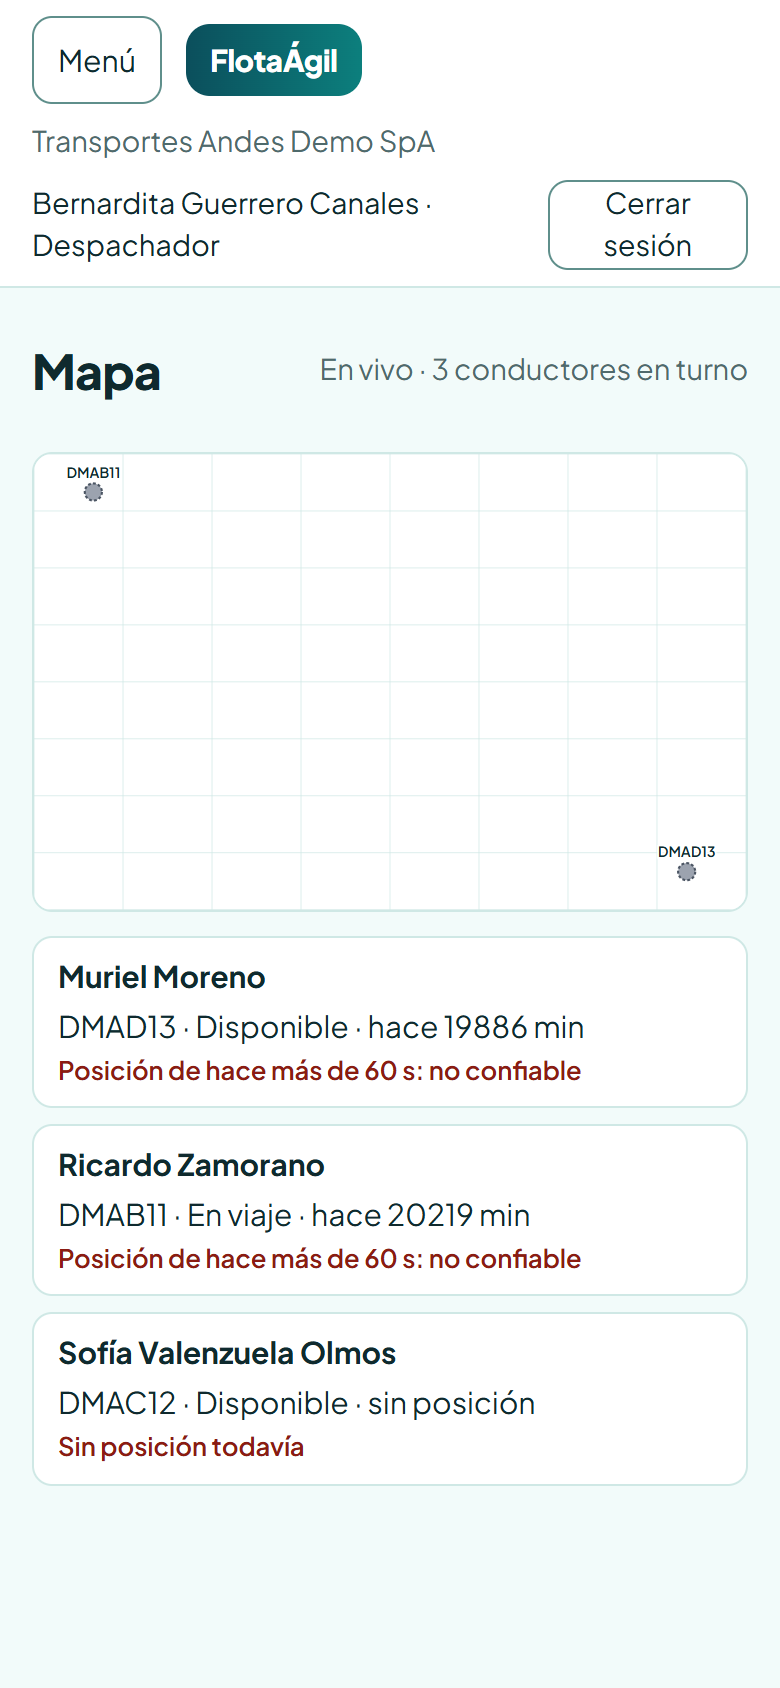 Menú
FlotaÁgil
Transportes Andes Demo SpA
Bernardita Guerrero Canales ·
Despachador
Cerrar
sesión
Mapa
En vivo · 3 conductores en turno
DMAB11
DMAD13
Muriel Moreno
DMAD13 · Disponible · hace 19886 min
Posición de hace más de 60 s: no confiable
Ricardo Zamorano
DMAB11 · En viaje · hace 20219 min
Posición de hace más de 60 s: no confiable
Sofía Valenzuela Olmos
DMAC12 · Disponible · sin posición
Sin posición todavía